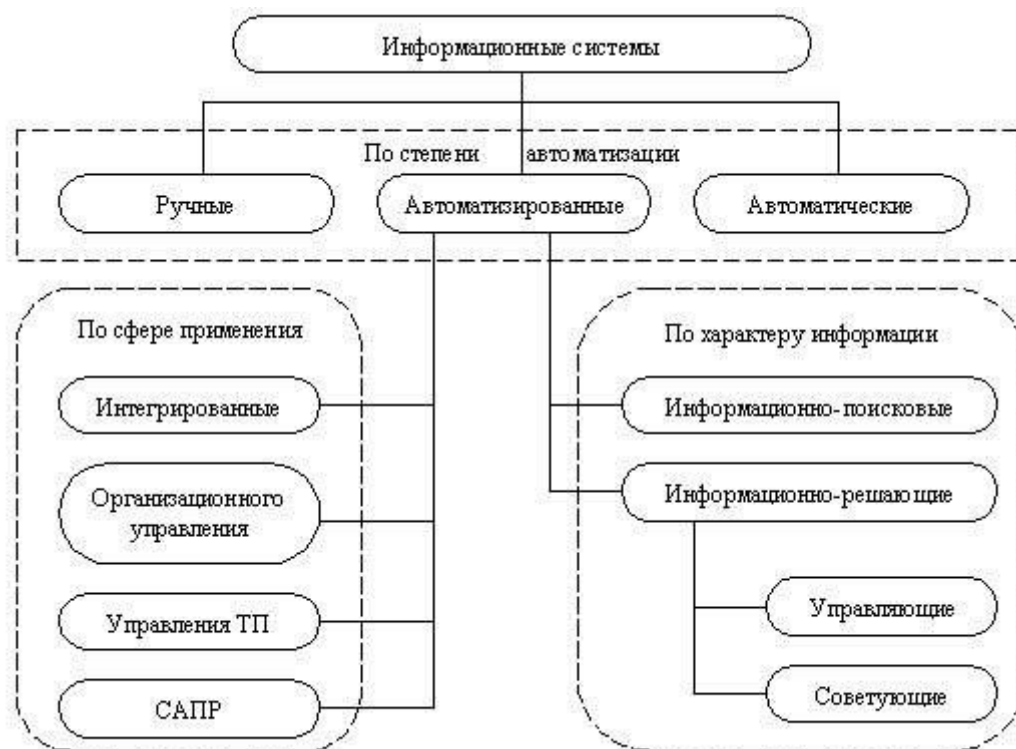 Информационные системы
По степени автоматизации
Ручные
Автоматизированные
Автоматические
По сфере применения
Интегрированные
Организационного
управления
Управления ТП
САПР
По характеру информации
Информационно-поисковые
Информационно-решающие
Управляющие
Советующие